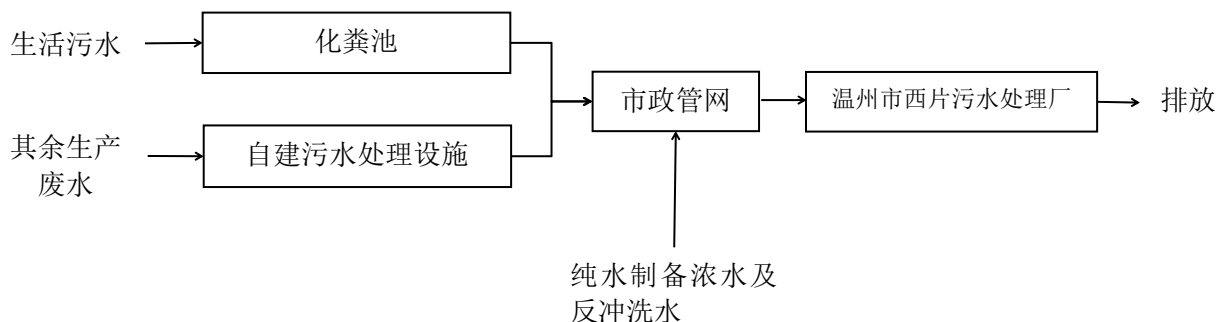 生活污水
化粪池
市政管网
温州市西片污水处理厂
排放
其余生产
废水
自建污水处理设施
纯水制备浓水及
反冲洗水